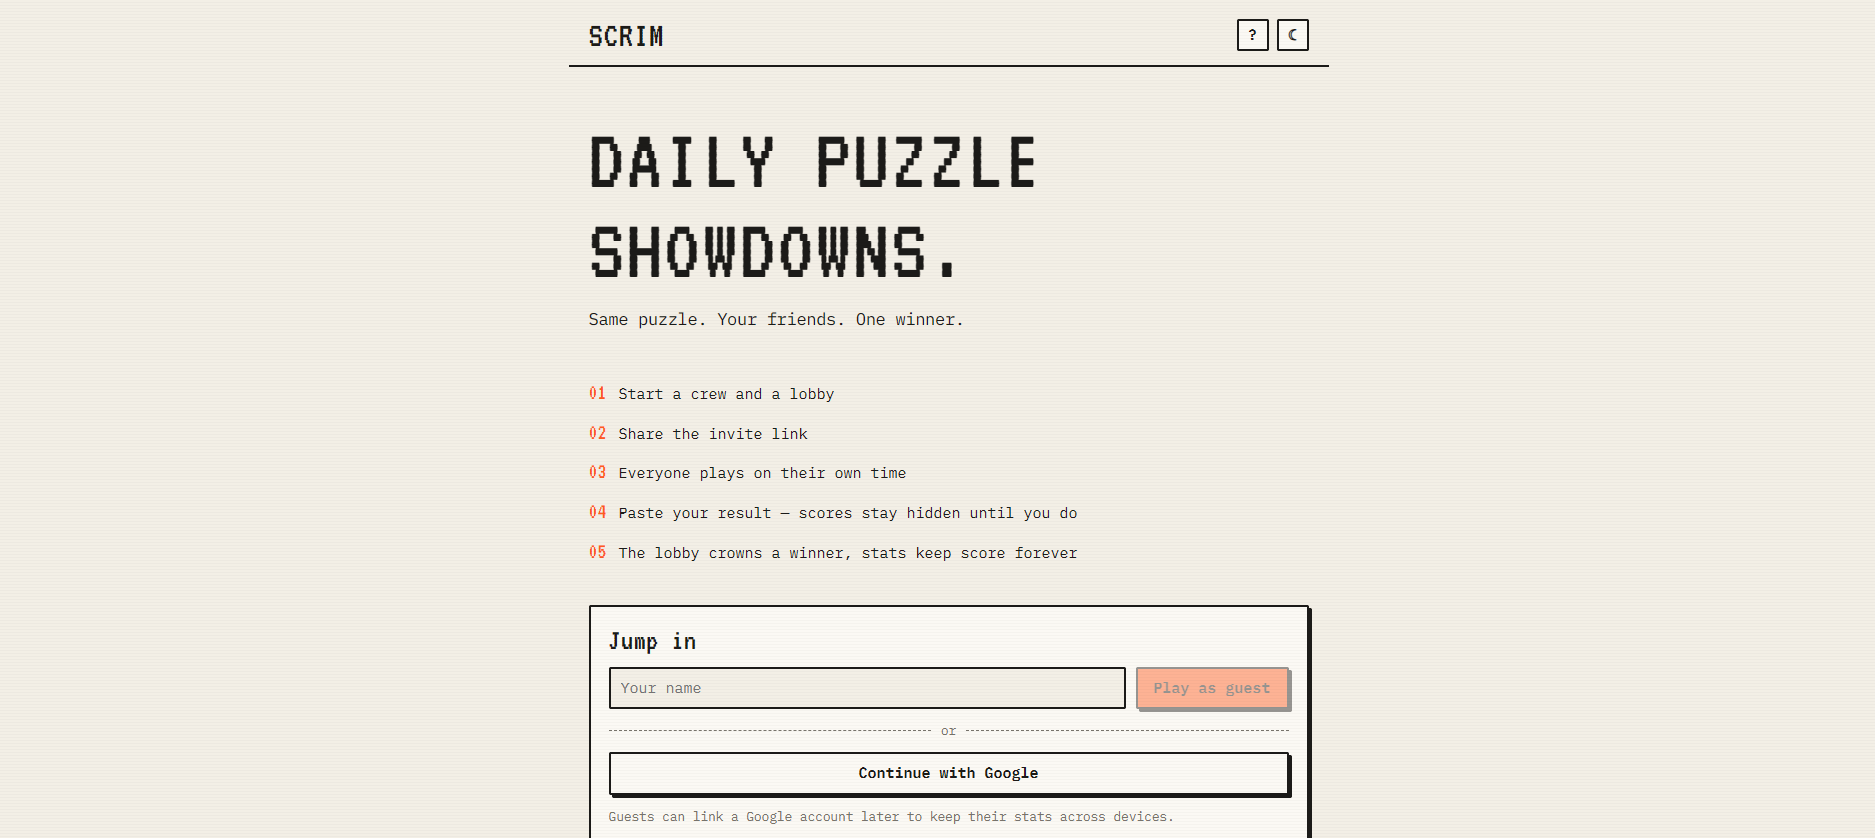 SCRIM
?
DAILY PUZZLE
SHOWDOWNS.
Same puzzle. Your friends. One winner.
01 Start a crew and a lobby
02 Share the invite link
03 Everyone plays on their own time
04 Paste your result — scores stay hidden until you do
05 The lobby crowns a winner, stats keep score forever
Jump in
Your name
Play as guest
or
Continue with Google
Guests can link a Google account later to keep their stats across devices.